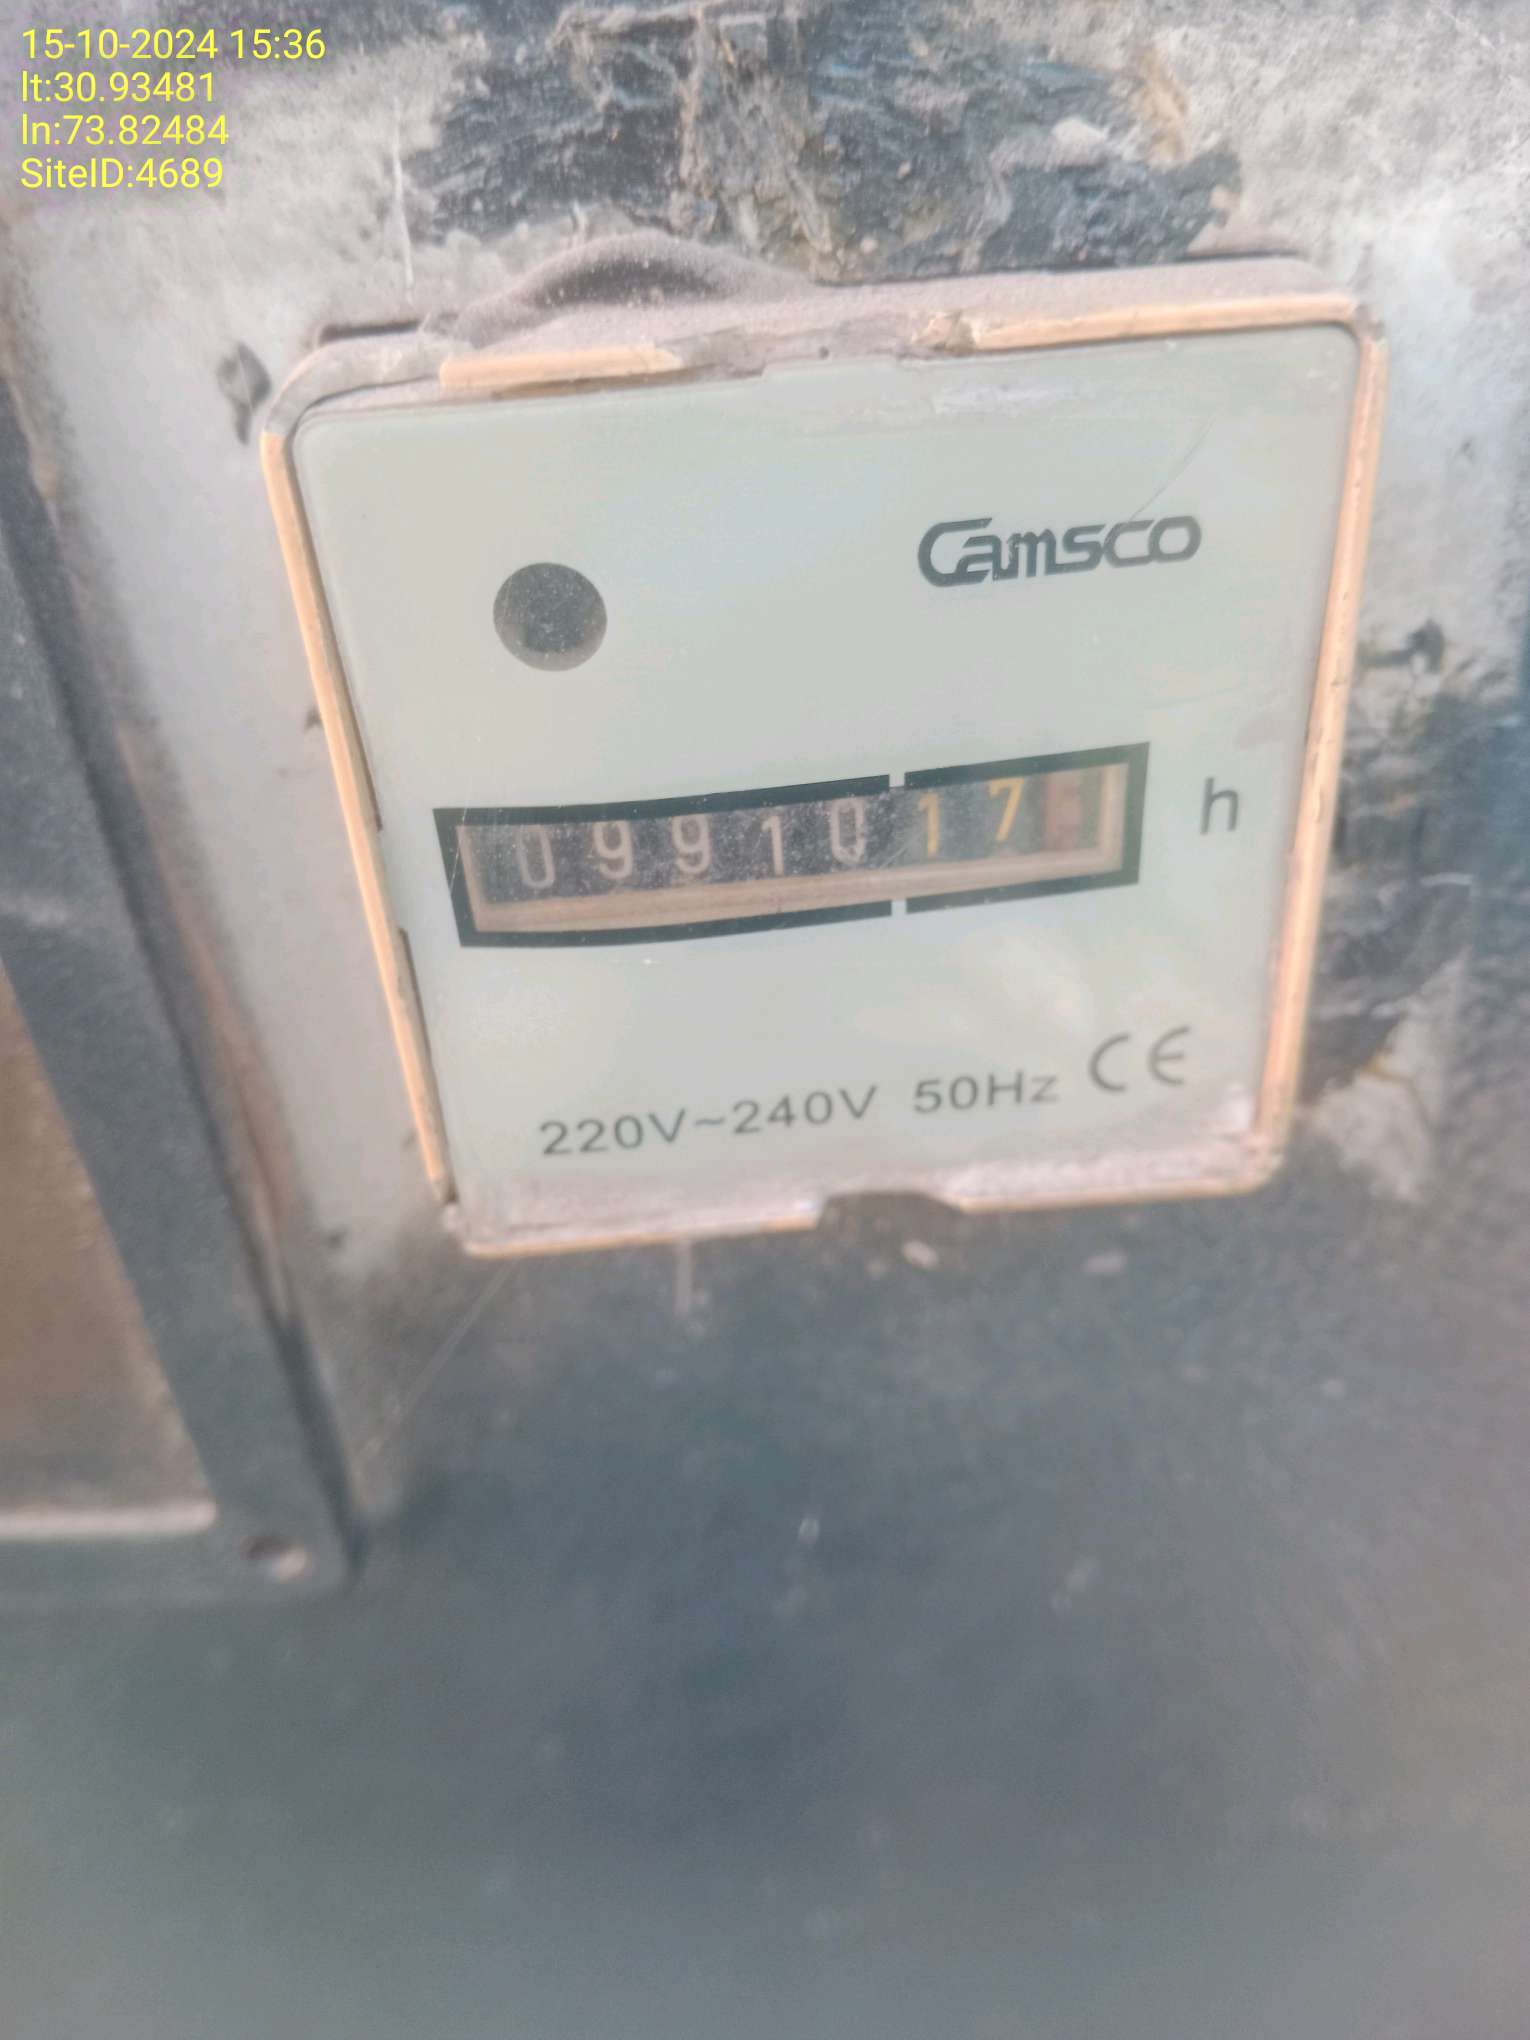 15-10-2024 15:36
lt:30.93481
ln:73.82484
SiteID:4689
Camsco
0991017 h
220V~240V 50Hz CE